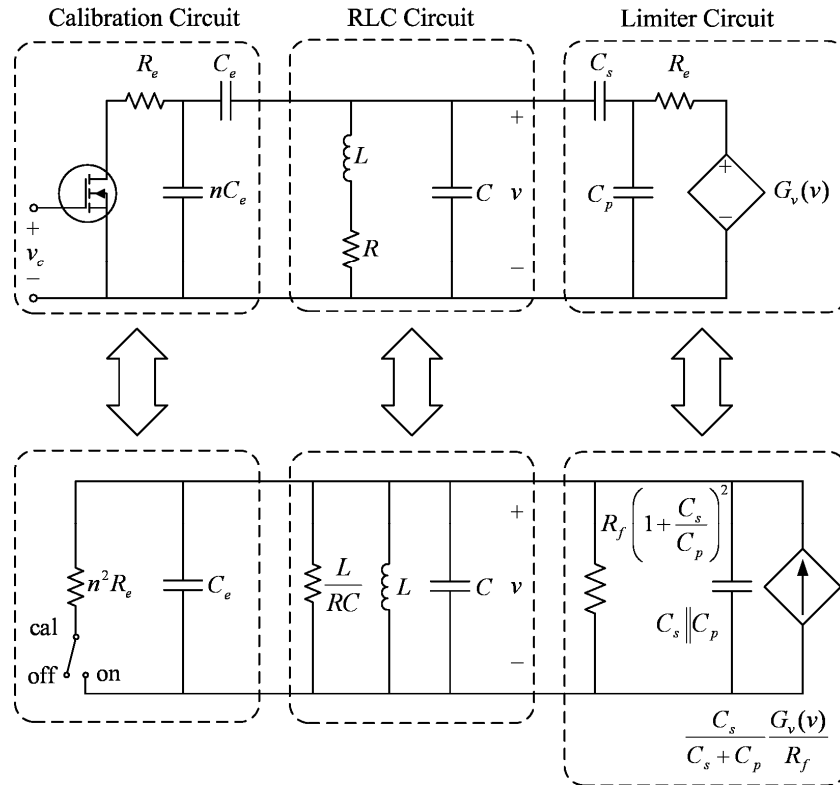 Calibration Circuit
RLC Circuit
Limiter Circuit
R_e
C_e
nC_e
+
v_c
−
L
R
C
+
v
−
C_s
R_e
C_p
+
−
G_v(v)
n²R_e
C_e
cal
off
on
L/RC
L
C
+
v
−
R_f(1+C_s/C_p)²
C_s‖C_p
C_s/(C_s+C_p) G_v(v)/R_f